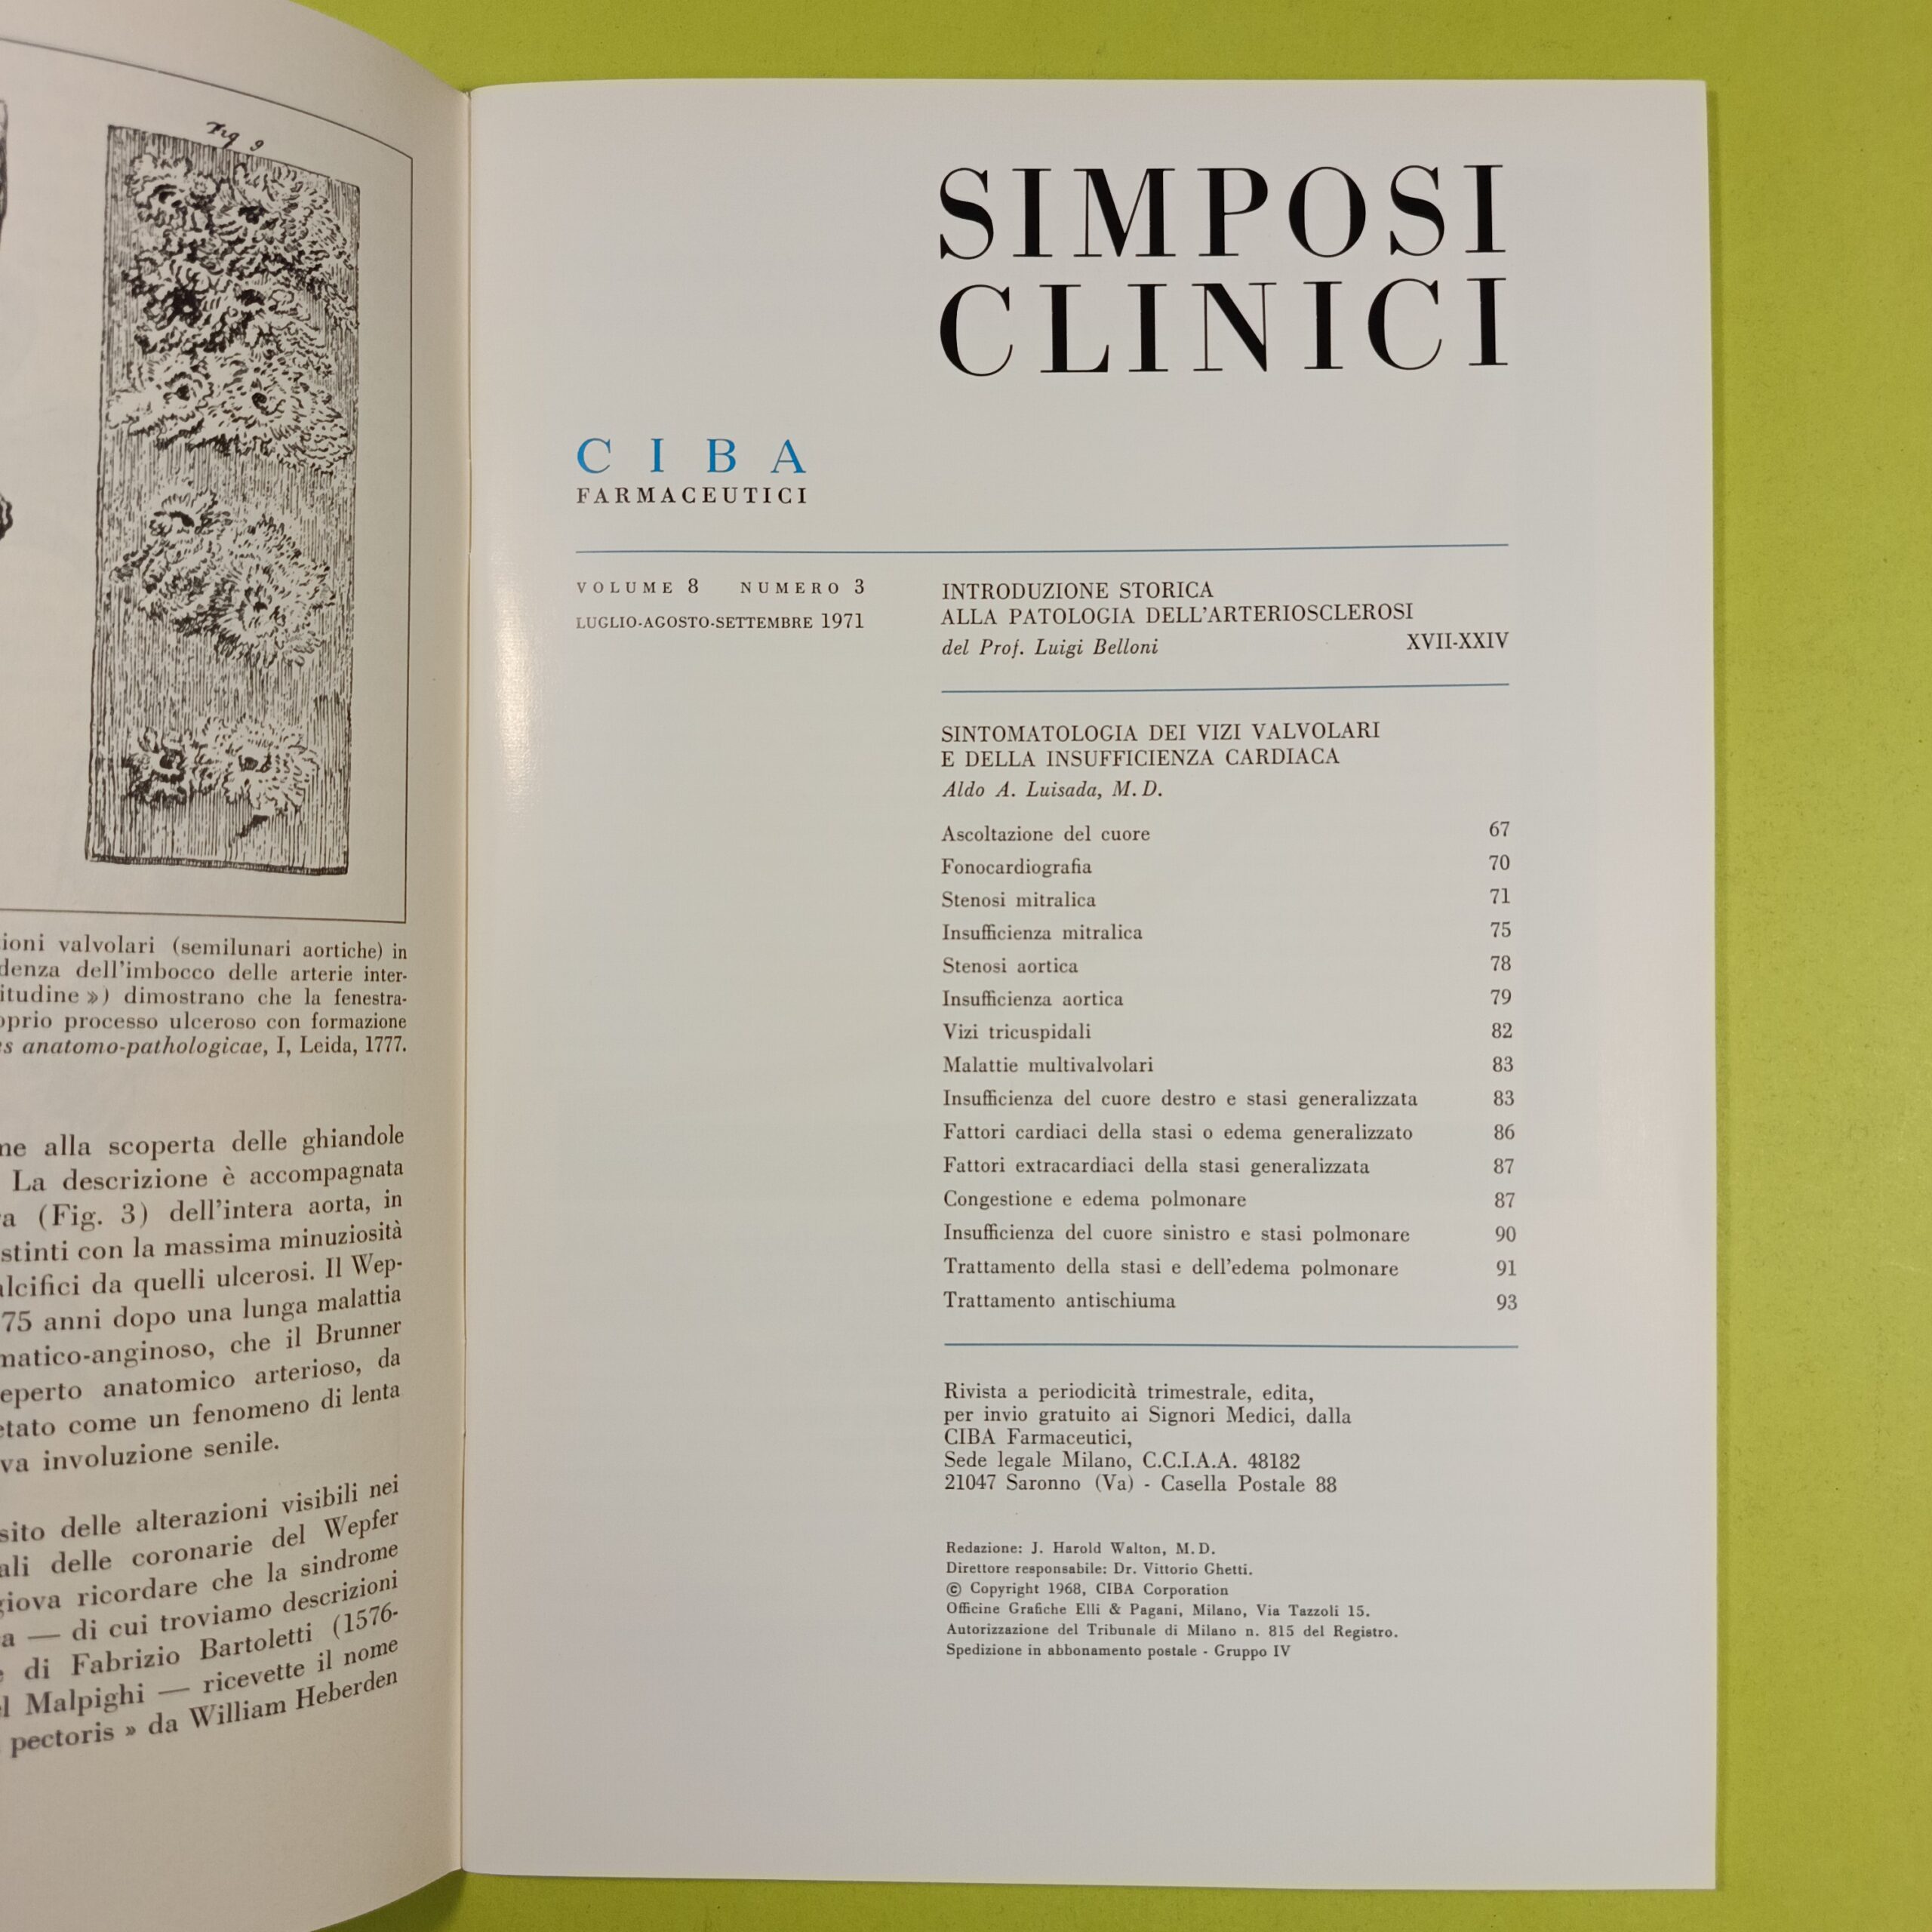 Fig 9
ioni valvolari (semilunari aortiche) in
denza dell'imbocco delle arterie inter-
itudine ») dimostrano che la fenestra-
oprio processo ulceroso con formazione
s anatomo-pathologicae, I, Leida, 1777.
ne alla scoperta delle ghiandole
La descrizione è accompagnata
a (Fig. 3) dell'intera aorta, in
stinti con la massima minuziosità
alcifici da quelli ulcerosi. Il Wep-
75 anni dopo una lunga malattia
matico-anginoso, che il Brunner
eperto anatomico arterioso, da
etato come un fenomeno di lenta
va involuzione senile.
sito delle alterazioni visibili nei
ali delle coronarie del Wepfer
giova ricordare che la sindrome
a — di cui troviamo descrizioni
e di Fabrizio Bartoletti (1576-
l Malpighi — ricevette il nome
pectoris » da William Heberden
SIMPOSI
CLINICI
CIBA
FARMACEUTICI
VOLUME 8 NUMERO 3
LUGLIO-AGOSTO-SETTEMBRE 1971
INTRODUZIONE STORICA
ALLA PATOLOGIA DELL'ARTERIOSCLEROSI
del Prof. Luigi Belloni XVII-XXIV
SINTOMATOLOGIA DEI VIZI VALVOLARI
E DELLA INSUFFICIENZA CARDIACA
Aldo A. Luisada, M. D.
Ascoltazione del cuore 67
Fonocardiografia 70
Stenosi mitralica 71
Insufficienza mitralica 75
Stenosi aortica 78
Insufficienza aortica 79
Vizi tricuspidali 82
Malattie multivalvolari 83
Insufficienza del cuore destro e stasi generalizzata 83
Fattori cardiaci della stasi o edema generalizzato 86
Fattori extracardiaci della stasi generalizzata 87
Congestione e edema polmonare 87
Insufficienza del cuore sinistro e stasi polmonare 90
Trattamento della stasi e dell'edema polmonare 91
Trattamento antischiuma 93
Rivista a periodicità trimestrale, edita,
per invio gratuito ai Signori Medici, dalla
CIBA Farmaceutici,
Sede legale Milano, C.C.I.A.A. 48182
21047 Saronno (Va) - Casella Postale 88
Redazione: J. Harold Walton, M. D.
Direttore responsabile: Dr. Vittorio Ghetti.
© Copyright 1968, CIBA Corporation
Officine Grafiche Elli & Pagani, Milano, Via Tazzoli 15.
Autorizzazione del Tribunale di Milano n. 815 del Registro.
Spedizione in abbonamento postale - Gruppo IV